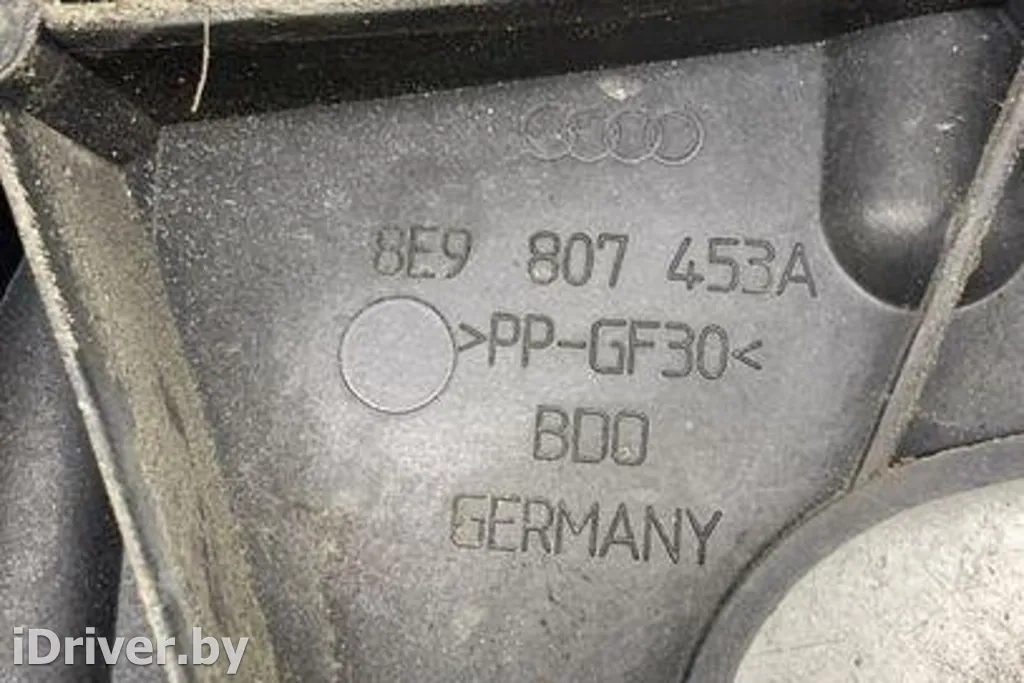 8E9 807 453A
>PP-GF30<
BDO
GERMANY
iDriver.by